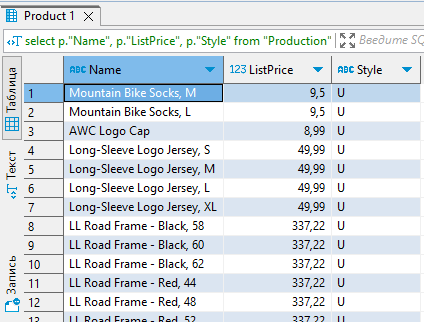 Product 1
select p."Name", p."ListPrice", p."Style" from "Production"
Введите SQ
Таблица
Текст
Запись
ABC Name 123 ListPrice ABC Style
1 Mountain Bike Socks, M 9,5 U
2 Mountain Bike Socks, L 9,5 U
3 AWC Logo Cap 8,99 U
4 Long-Sleeve Logo Jersey, S 49,99 U
5 Long-Sleeve Logo Jersey, M 49,99 U
6 Long-Sleeve Logo Jersey, L 49,99 U
7 Long-Sleeve Logo Jersey, XL 49,99 U
8 LL Road Frame - Black, 58 337,22 U
9 LL Road Frame - Black, 60 337,22 U
10 LL Road Frame - Black, 62 337,22 U
11 LL Road Frame - Red, 44 337,22 U
12 LL Road Frame - Red, 48 337,22 U
13 LL Road Frame - Red, 52 337,22 U